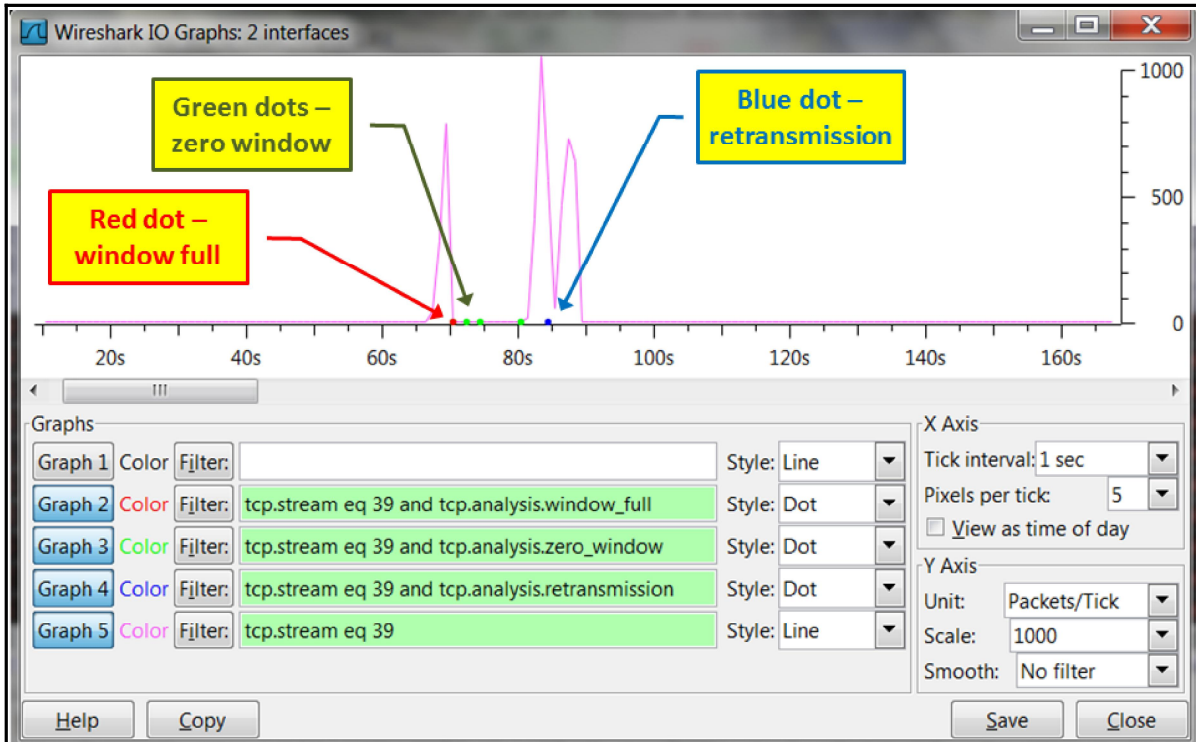 Wireshark IO Graphs: 2 interfaces
Green dots –
zero window
Blue dot –
retransmission
Red dot –
window full
1000
500
0
20s 40s 60s 80s 100s 120s 140s 160s
Graphs
Graph 1 Color Filter: Style: Line
Graph 2 Color Filter: tcp.stream eq 39 and tcp.analysis.window_full Style: Dot
Graph 3 Color Filter: tcp.stream eq 39 and tcp.analysis.zero_window Style: Dot
Graph 4 Color Filter: tcp.stream eq 39 and tcp.analysis.retransmission Style: Dot
Graph 5 Color Filter: tcp.stream eq 39 Style: Line
X Axis
Tick interval: 1 sec
Pixels per tick: 5
View as time of day
Y Axis
Unit: Packets/Tick
Scale: 1000
Smooth: No filter
Help Copy Save Close